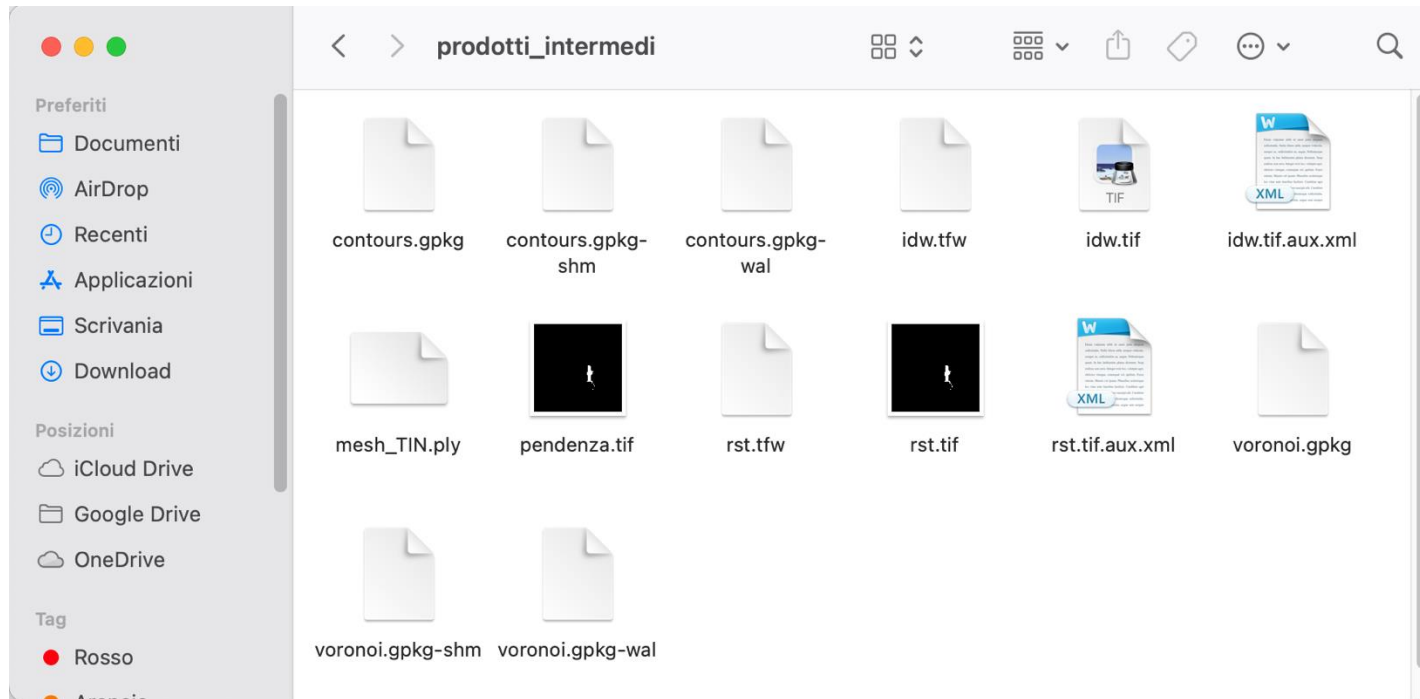 prodotti_intermedi
Preferiti
Documenti
AirDrop
Recenti
Applicazioni
Scrivania
Download
Posizioni
iCloud Drive
Google Drive
OneDrive
Tag
Rosso
contours.gpkg
contours.gpkg-
shm
contours.gpkg-
wal
idw.tfw
TIF
idw.tif
W
XML
idw.tif.aux.xml
mesh_TIN.ply
pendenza.tif
rst.tfw
rst.tif
W
XML
rst.tif.aux.xml
voronoi.gpkg
voronoi.gpkg-shm
voronoi.gpkg-wal